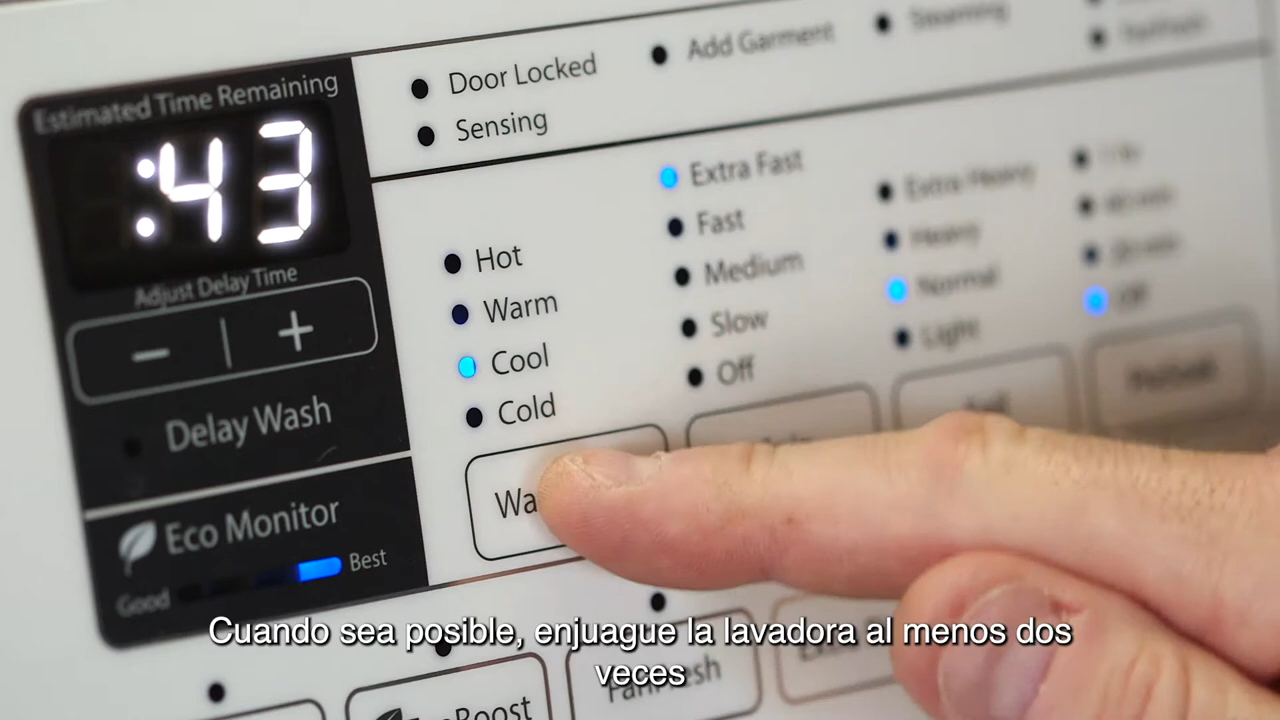 Estimated Time Remaining
:43
Adjust Delay Time
− | +
Delay Wash
Eco Monitor
Good
Best
Door Locked
Sensing
Add Garment
Steaming
Hot
Warm
Cool
Cold
Extra Fast
Fast
Medium
Slow
Off
Extra Heavy
Heavy
Normal
Light
Off
Cuando sea posible, enjuague la lavadora al menos dos
veces